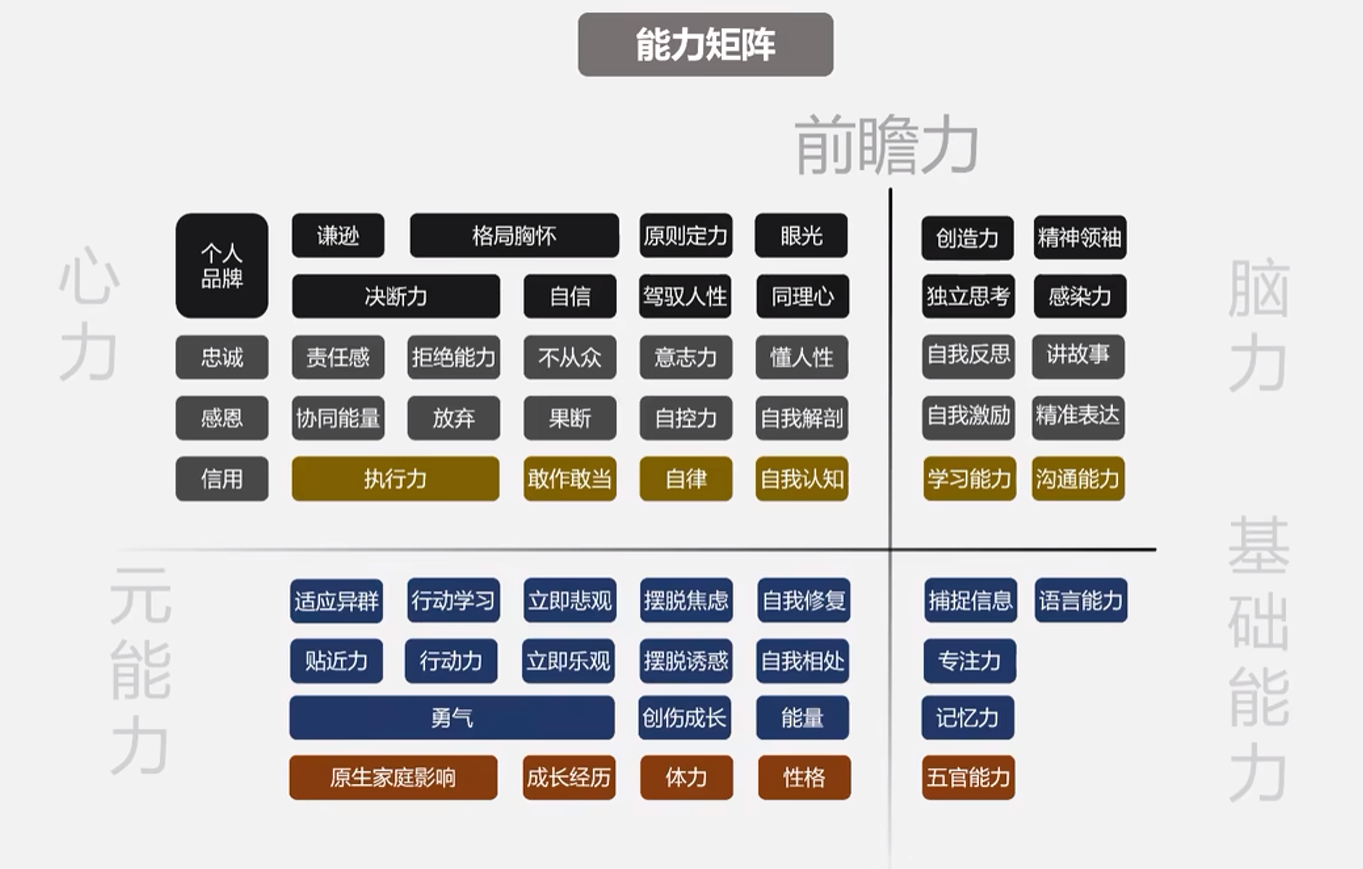 能力矩阵
前瞻力
心力
脑力
个人
品牌
谦逊 格局胸怀 原则定力 眼光 创造力 精神领袖
决断力 自信 驾驭人性 同理心 独立思考 感染力
忠诚 责任感 拒绝能力 不从众 意志力 懂人性 自我反思 讲故事
感恩 协同能量 放弃 果断 自控力 自我解剖 自我激励 精准表达
信用 执行力 敢作敢当 自律 自我认知 学习能力 沟通能力
元能力
基础能力
适应异群 行动学习 立即悲观 摆脱焦虑 自我修复 捕捉信息 语言能力
贴近力 行动力 立即乐观 摆脱诱惑 自我相处 专注力
勇气 创伤成长 能量 记忆力
原生家庭影响 成长经历 体力 性格 五官能力